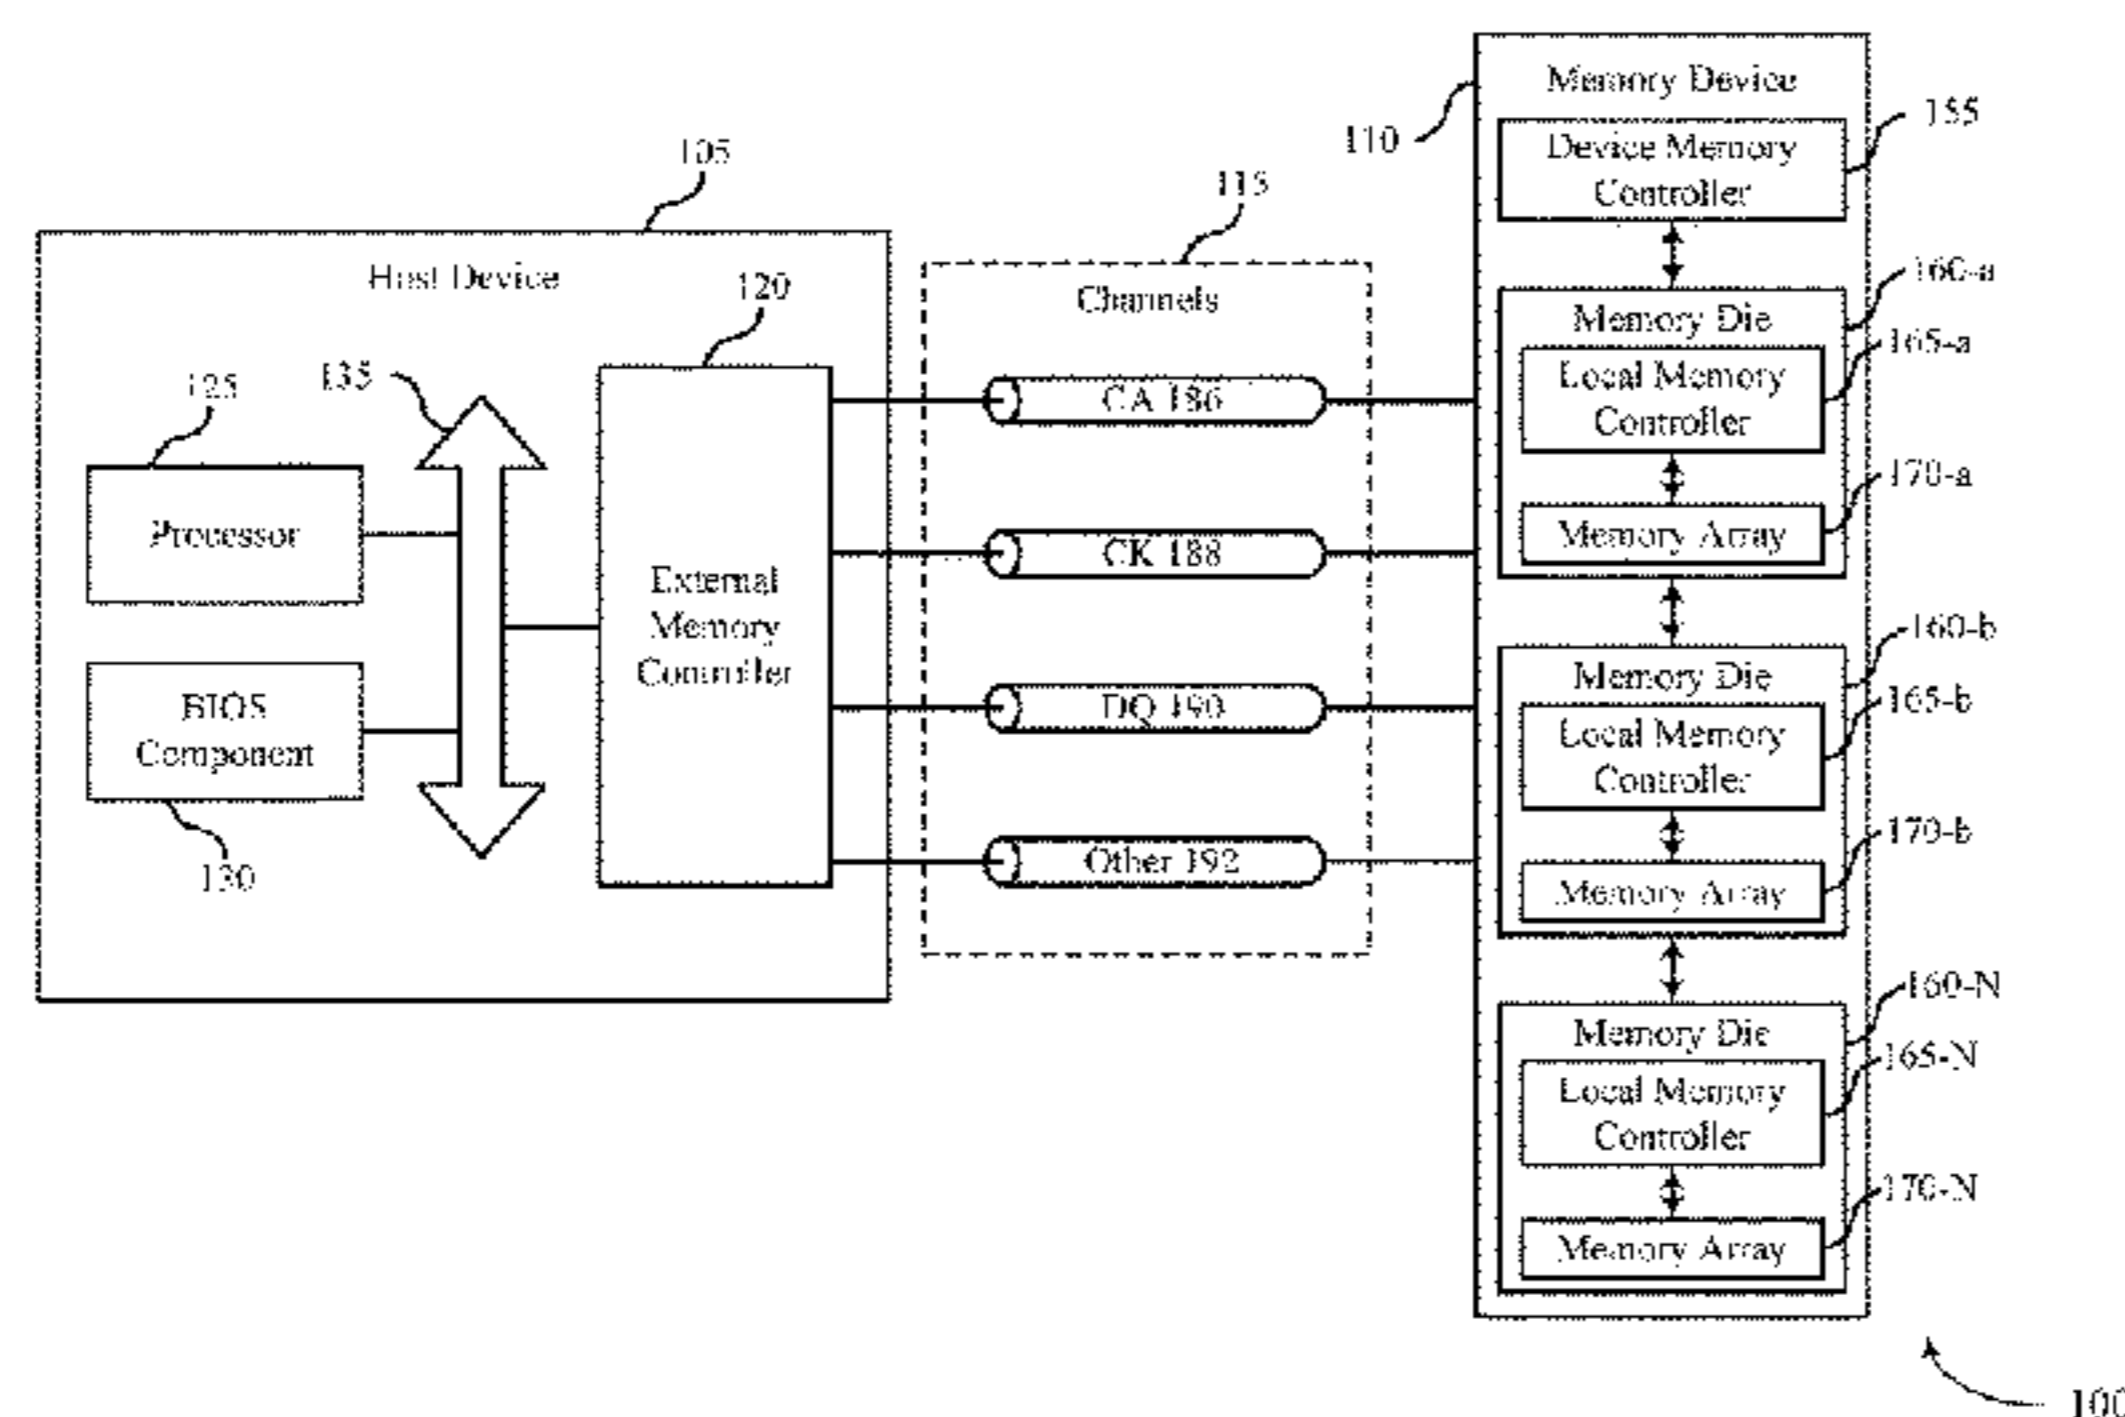 105
Host Device
120
125
135
Processor
BIOS
Component
130
External
Memory
Controller
115
Channels
CA 186
CK 188
DQ 190
Other 192
110
Memory Device
155
Device Memory
Controller
160-a
Memory Die
165-a
Local Memory
Controller
170-a
Memory Array
160-b
Memory Die
165-b
Local Memory
Controller
170-b
Memory Array
160-N
Memory Die
165-N
Local Memory
Controller
170-N
Memory Array
100